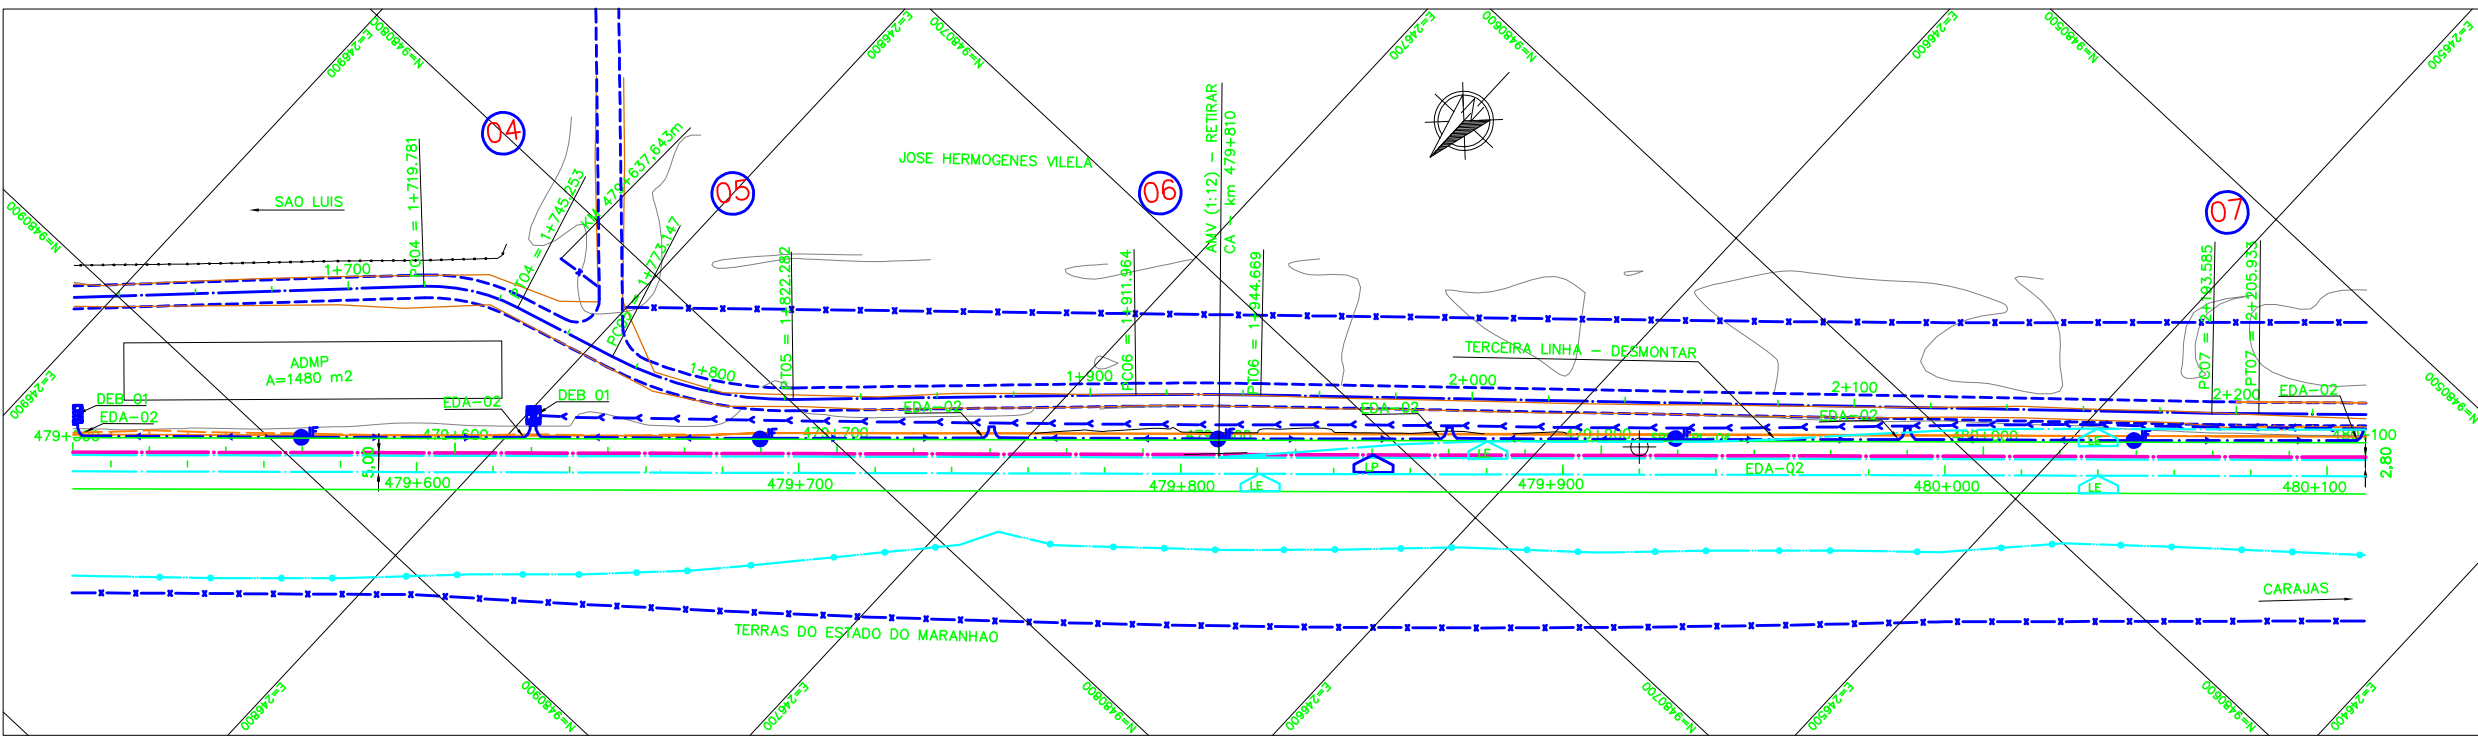 E=246900
N=9480800
E=246800
N=9480700
E=246700
N=9480600
E=246600
N=9480500
E=246500
04
05
06
07
N=9480900
SAO LUIS
PC04 = 1+719.781
PT04 = 1+745.253
KM 479+637,643m
1+773.147
PT05 = 1+822.282
JOSE HERMOGENES VILELA
PC06 = 1+911.964
AMV (1:12) - RETIRAR
CA - km 479+810
PT06 = 1+944.669
PC07 = 2+193.585
PT07 = 2+205.933
1+700
1+800
1+900
2+000
2+100
2+200
TERCEIRA LINHA - DESMONTAR
ADMP
A=1480 m2
E=246900
DEB 01
EDA-02
EDA-02
DEB 01
EDA-02
EDA-02
EDA-02
EDA-02
N=9480500
479+600
479+700
5,00
2,80
LP
LE
LE
LE
LE
EDA-02
479+600
479+700
479+800
479+900
480+000
480+100
TERRAS DO ESTADO DO MARANHAO
CARAJAS
E=246800
N=9480900
E=246700
N=9480800
E=246600
N=9480700
E=246500
N=9480600
E=246400